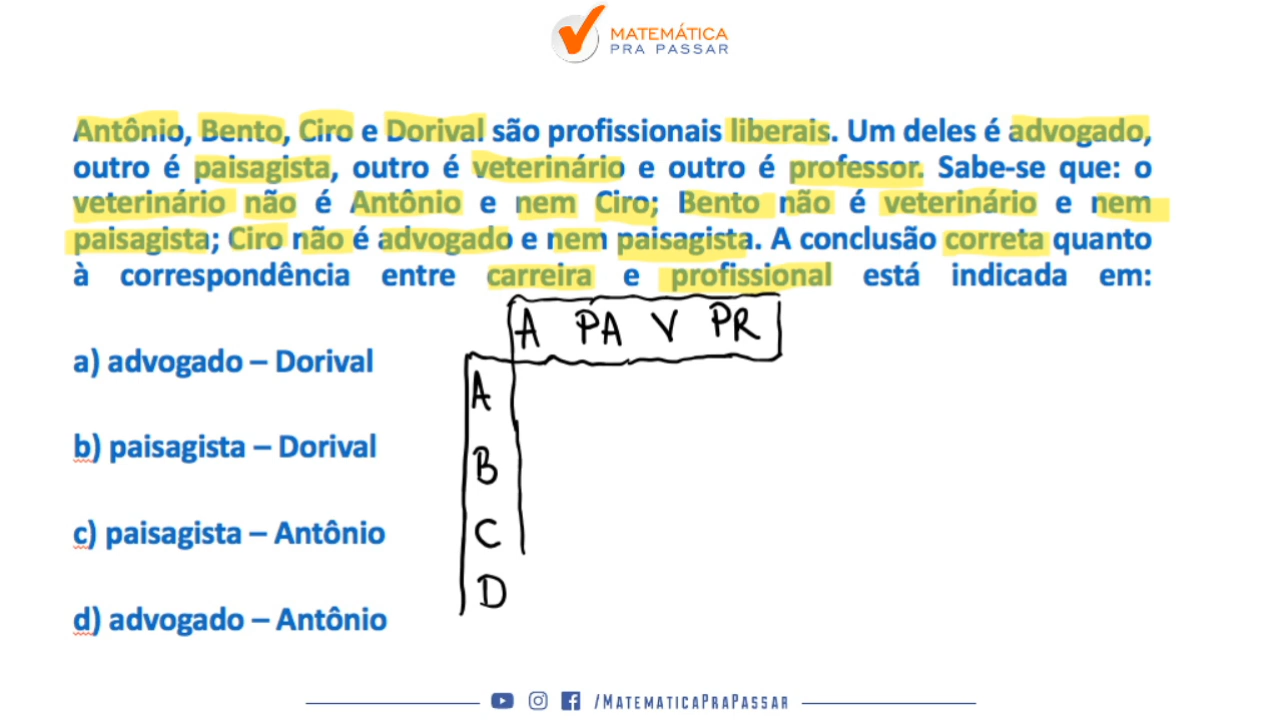 MATEMÁTICA
PRA PASSAR
Antônio, Bento, Ciro e Dorival são profissionais liberais. Um deles é advogado,
outro é paisagista, outro é veterinário e outro é professor. Sabe-se que: o
veterinário não é Antônio e nem Ciro; Bento não é veterinário e nem
paisagista; Ciro não é advogado e nem paisagista. A conclusão correta quanto
à correspondência entre carreira e profissional está indicada em:
A PA V PR
a) advogado – Dorival
A
b) paisagista – Dorival
B
c) paisagista – Antônio
C
D
d) advogado – Antônio
/MatematicaPraPassar